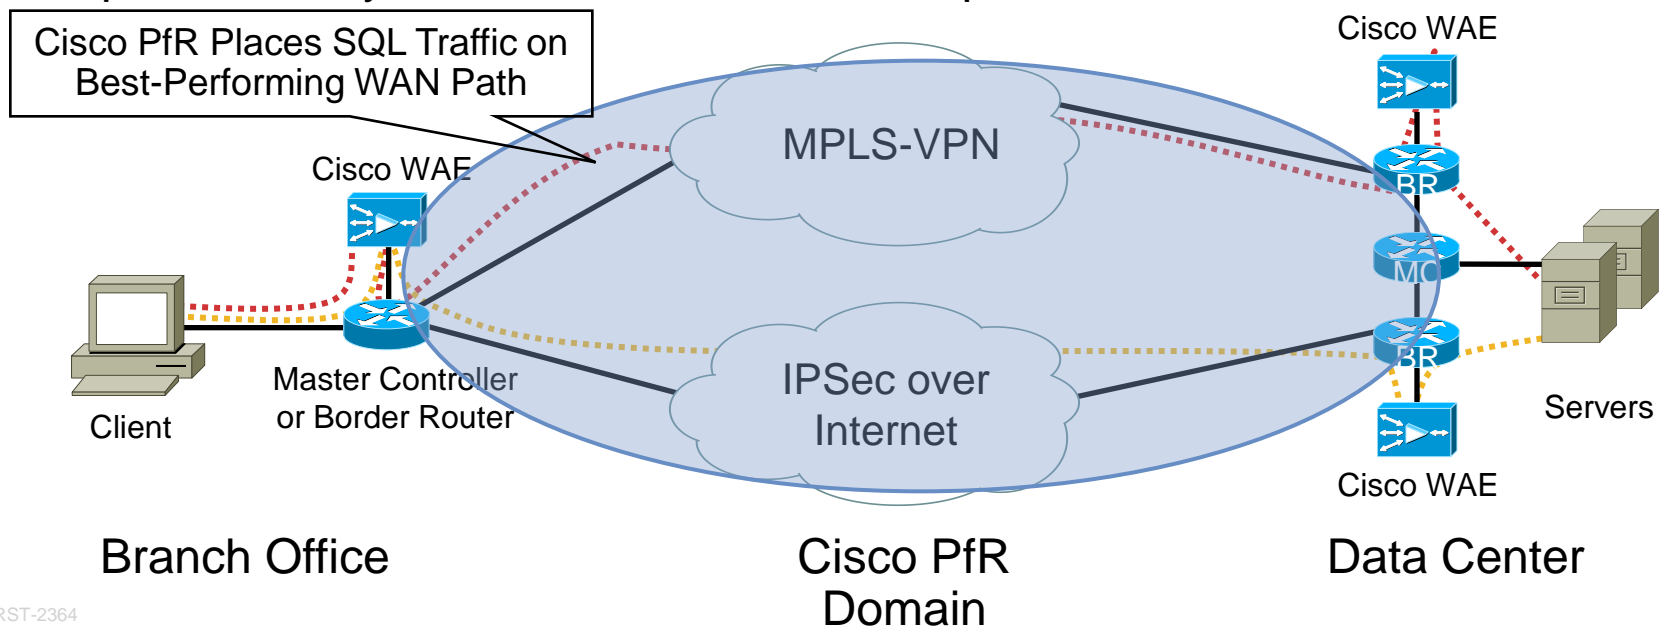 Cisco PfR Places SQL Traffic on
Best-Performing WAN Path
Cisco WAE
MPLS-VPN
Cisco WAE
BR
MC
BR
IPSec over
Internet
Master Controller
or Border Router
Client
Servers
Cisco WAE
Branch Office
Cisco PfR
Domain
Data Center
RST-2364